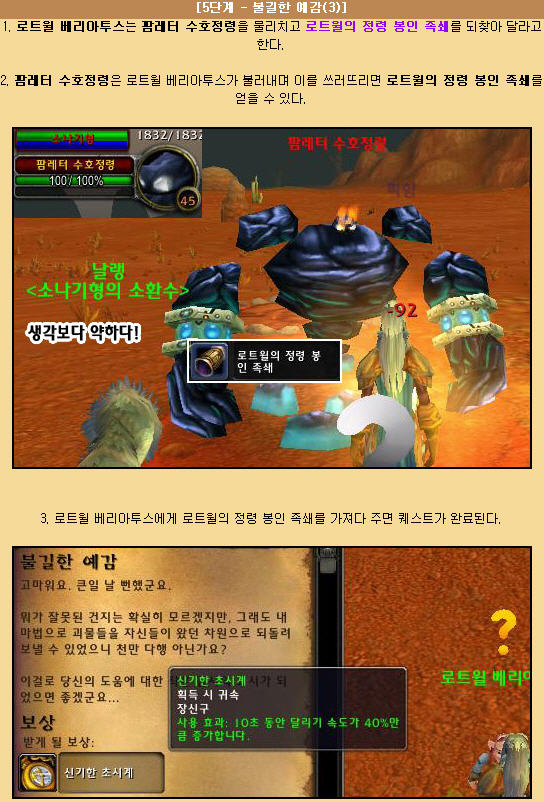 [5단계 - 불길한 예감(3)]
1. 로트윌 베리아투스는 팜레터 수호정령을 물리치고 로트윌의 정령 봉인 족쇄를 되찾아 달라고
한다.
2. 팜레터 수호정령은 로트윌 베리아투스가 불러내며 이를 쓰러뜨리면 로트윌의 정령 봉인 족쇄를
얻을 수 있다.
소나기형
1832/1832
팜레터 수호정령
100/100%
45
팜레터 수호정령
날랭
<소나기형의 소환수>
-92
생각보다 약하다!
로트윌의 정령 봉
인 족쇄
3. 로트윌 베리아투스에게 로트윌의 정령 봉인 족쇄를 가져다 주면 퀘스트가 완료된다.
불길한 예감
고마워요. 큰일 날 뻔했군요.
뭐가 잘못된 건지는 확실히 모르겠지만, 그래도 내
마법으로 괴물들을 자신들이 왔던 차원으로 되돌려
보낼 수 있었으니 천만 다행 아닌가요?
이걸로 당신의 도움에 대한
었으면 좋겠군요...
신기한 초시계
획득 시 귀속
장신구
사용 효과: 10초 동안 달리기 속도가 40%만
큼 증가합니다.
보상
받게 될 보상:
신기한 초시계
?
로트윌 베리아